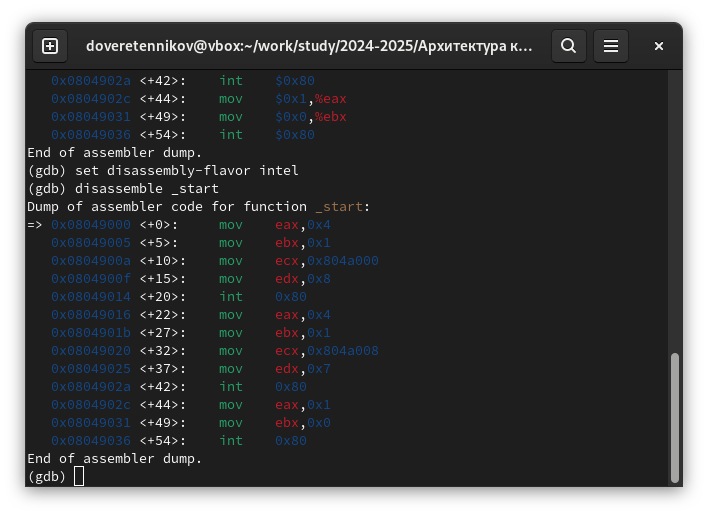 doveretennikov@vbox:~/work/study/2024-2025/Архитектура к...
0x0804902a <+42>: int $0x80
0x0804902c <+44>: mov $0x1,%eax
0x08049031 <+49>: mov $0x0,%ebx
0x08049036 <+54>: int $0x80
End of assembler dump.
(gdb) set disassembly-flavor intel
(gdb) disassemble _start
Dump of assembler code for function _start:
=> 0x08049000 <+0>: mov eax,0x4
0x08049005 <+5>: mov ebx,0x1
0x0804900a <+10>: mov ecx,0x804a000
0x0804900f <+15>: mov edx,0x8
0x08049014 <+20>: int 0x80
0x08049016 <+22>: mov eax,0x4
0x0804901b <+27>: mov ebx,0x1
0x08049020 <+32>: mov ecx,0x804a008
0x08049025 <+37>: mov edx,0x7
0x0804902a <+42>: int 0x80
0x0804902c <+44>: mov eax,0x1
0x08049031 <+49>: mov ebx,0x0
0x08049036 <+54>: int 0x80
End of assembler dump.
(gdb)